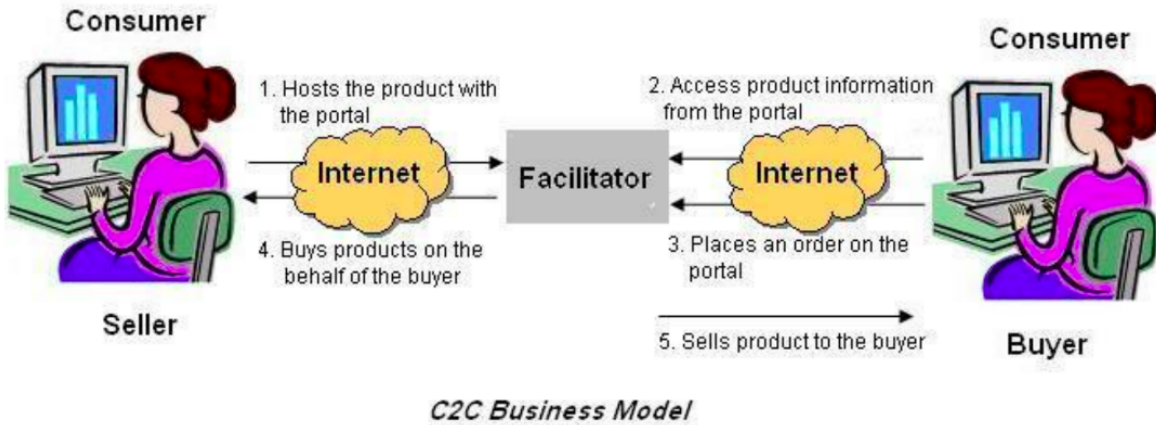 Consumer
Consumer
1. Hosts the product with
the portal
2. Access product information
from the portal
Internet
Facilitator
Internet
4. Buys products on the
behalf of the buyer
3. Places an order on the
portal
Seller
5. Sells product to the buyer
Buyer
C2C Business Model